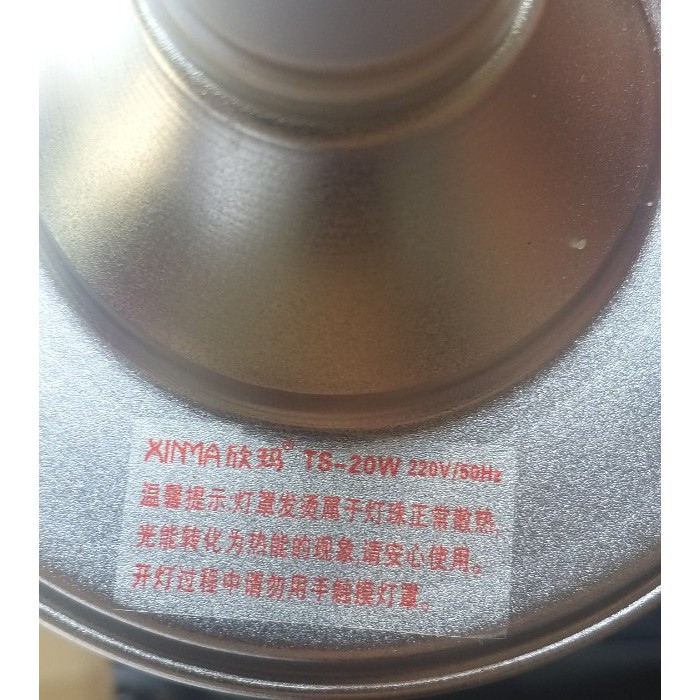 XINMA欣玛® TS-20W 220V/50Hz
温馨提示:灯罩发烫属于灯珠正常散热,
光能转化为热能的现象,请安心使用。
开灯过程中请勿用手触摸灯罩。